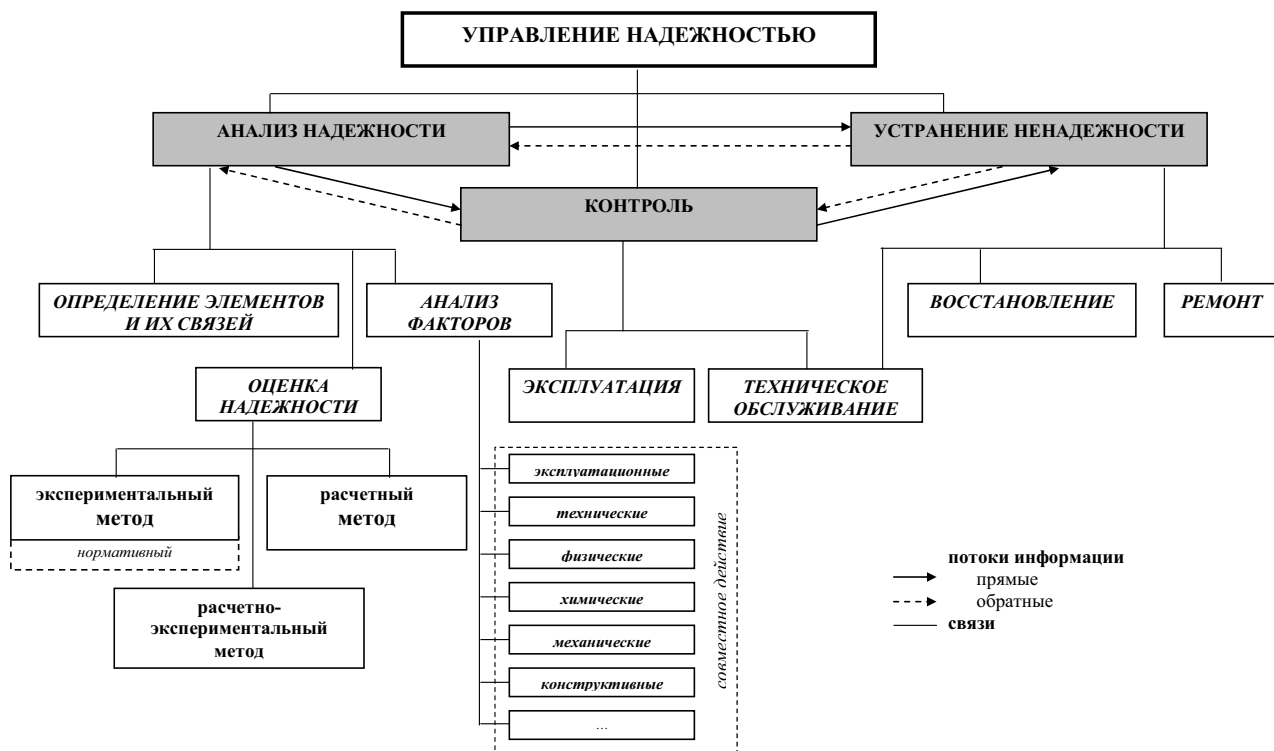 УПРАВЛЕНИЕ НАДЕЖНОСТЬЮ
АНАЛИЗ НАДЕЖНОСТИ
УСТРАНЕНИЕ НЕНАДЕЖНОСТИ
КОНТРОЛЬ
ОПРЕДЕЛЕНИЕ ЭЛЕМЕНТОВ
И ИХ СВЯЗЕЙ
АНАЛИЗ
ФАКТОРОВ
ВОССТАНОВЛЕНИЕ
РЕМОНТ
ОЦЕНКА
НАДЕЖНОСТИ
ЭКСПЛУАТАЦИЯ
ТЕХНИЧЕСКОЕ
ОБСЛУЖИВАНИЕ
экспериментальный
метод
нормативный
расчетный
метод
расчетно-
экспериментальный
метод
эксплуатационные
технические
физические
химические
механические
конструктивные
...
совместное действие
потоки информации
прямые
обратные
связи